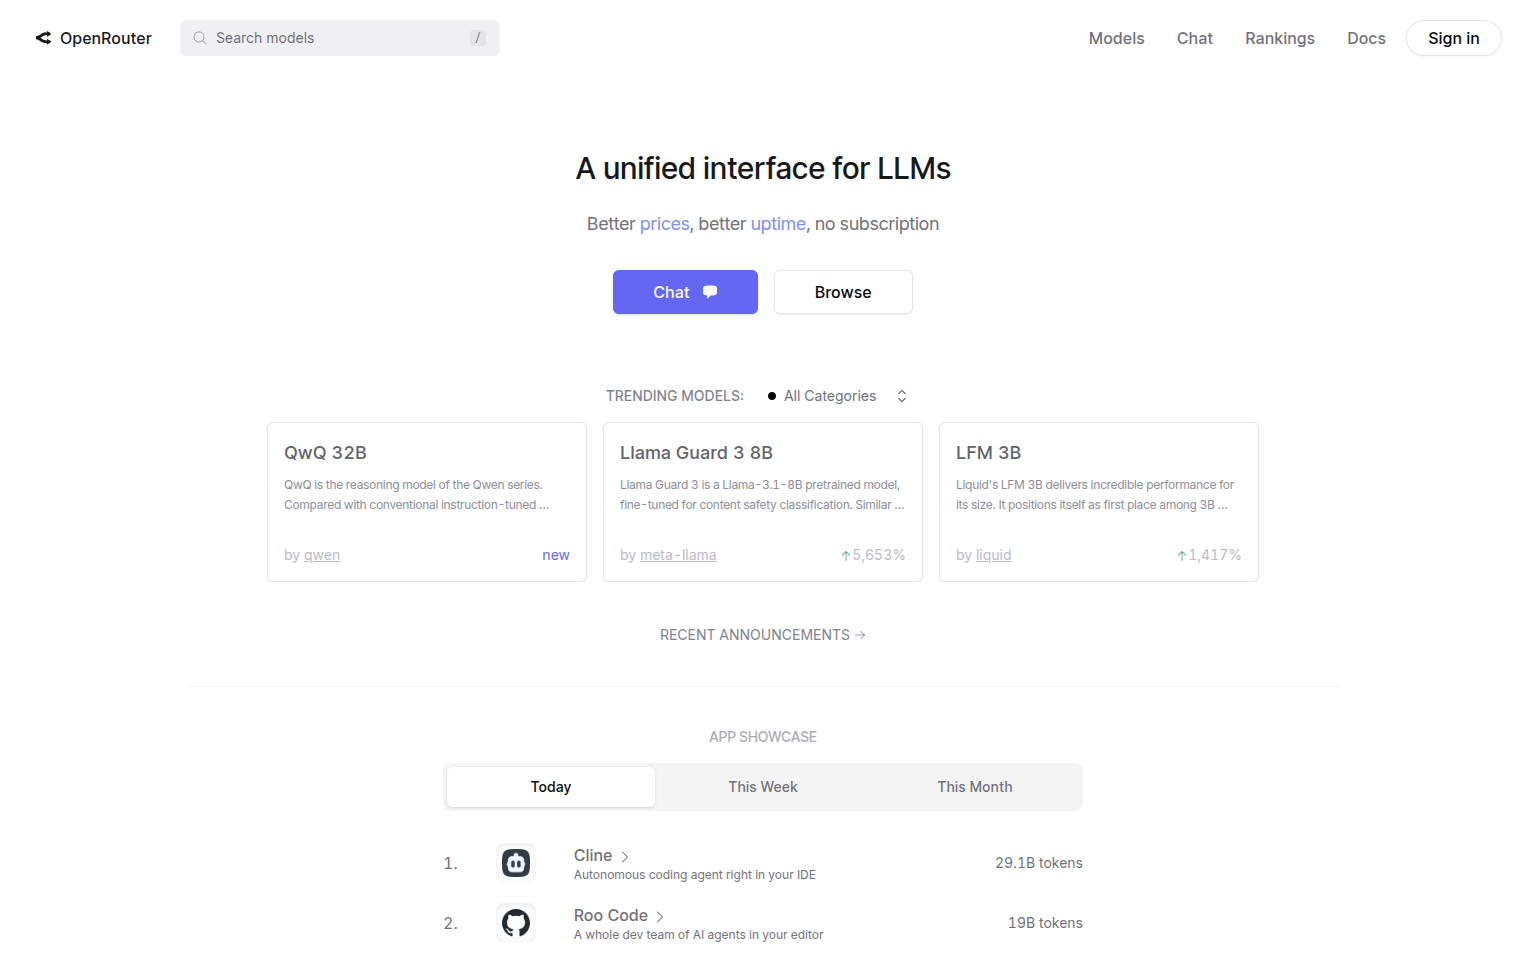 OpenRouter
Search models
/
Models
Chat
Rankings
Docs
Sign in
A unified interface for LLMs
Better prices, better uptime, no subscription
Chat
Browse
TRENDING MODELS:
All Categories
QwQ 32B
QwQ is the reasoning model of the Qwen series.
Compared with conventional instruction-tuned ...
by qwen
new
Llama Guard 3 8B
Llama Guard 3 is a Llama-3.1-8B pretrained model,
fine-tuned for content safety classification. Similar ...
by meta-llama
↑5,653%
LFM 3B
Liquid's LFM 3B delivers incredible performance for
its size. It positions itself as first place among 3B ...
by liquid
↑1,417%
RECENT ANNOUNCEMENTS →
APP SHOWCASE
Today
This Week
This Month
1.
Cline
Autonomous coding agent right in your IDE
29.1B tokens
2.
Roo Code
A whole dev team of AI agents in your editor
19B tokens